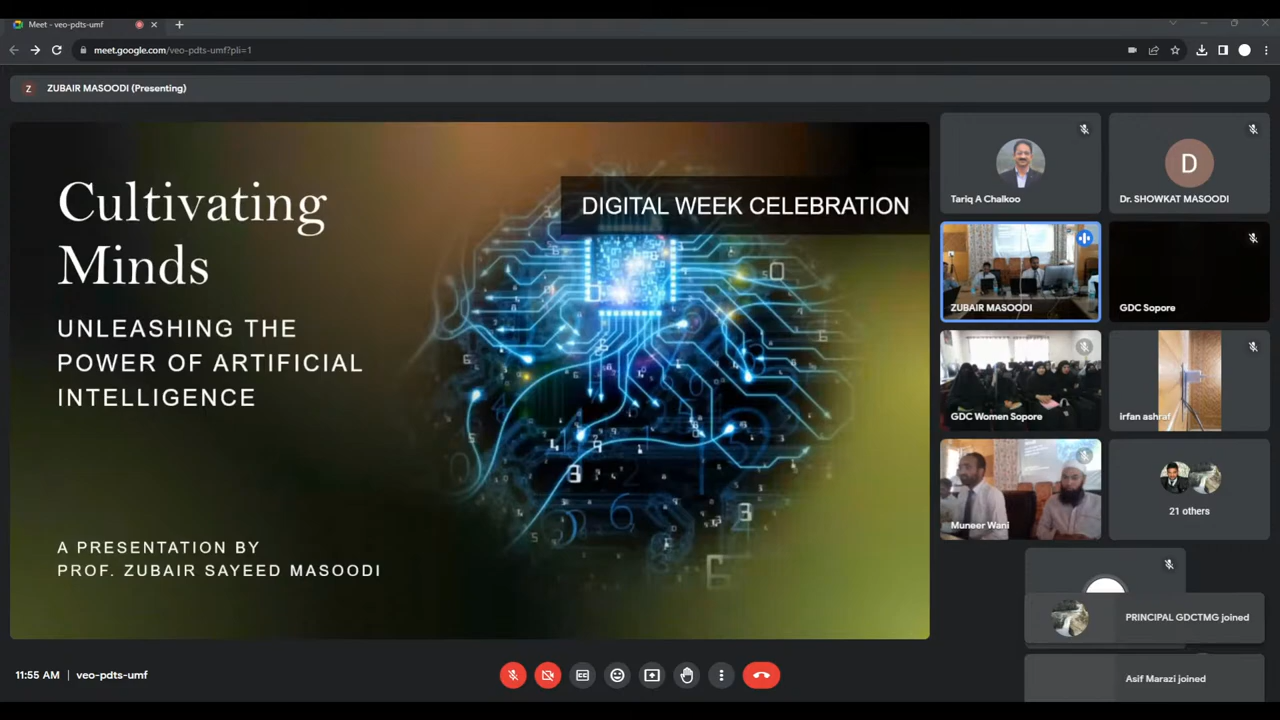 Meet - veo-pdts-umf
meet.google.com/veo-pdts-umf?pli=1
Z
ZUBAIR MASOODI (Presenting)
Cultivating
Minds
UNLEASHING THE
POWER OF ARTIFICIAL
INTELLIGENCE
DIGITAL WEEK CELEBRATION
A PRESENTATION BY
PROF. ZUBAIR SAYEED MASOODI
Tariq A Chalkoo
D
Dr. SHOWKAT MASOODI
ZUBAIR MASOODI
GDC Sopore
GDC Women Sopore
irfan ashraf
Muneer Wani
21 others
PRINCIPAL GDCTMG joined
Asif Marazi joined
11:55 AM | veo-pdts-umf